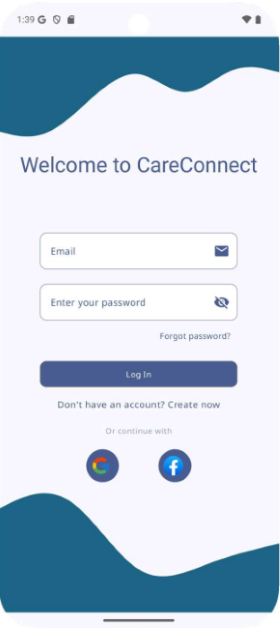 1:39 G
Welcome to CareConnect
Email
Enter your password
Forgot password?
Log In
Don't have an account? Create now
Or continue with